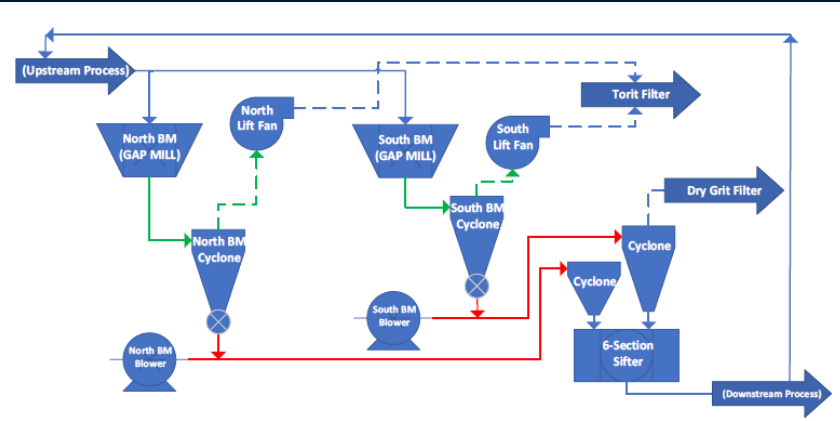 (Upstream Process)
North
Lift Fan
Torit Filter
North BM
(GAP MILL)
South BM
(GAP MILL)
South
Lift Fan
Dry Grit Filter
South BM
Cyclone
North BM
Cyclone
Cyclone
Cyclone
South BM
Blower
North BM
Blower
6-Section
Sifter
(Downstream Process)